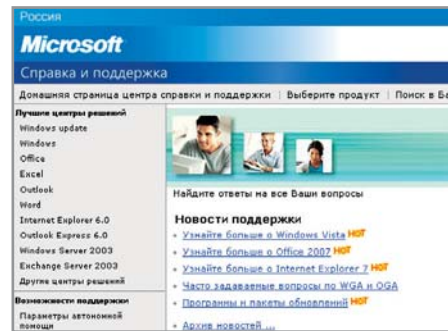 Россия
Microsoft
Справка и поддержка
Домашняя страница центра справки и поддержки | Выберите продукт | Поиск в Ба
Лучшие центры решений
Windows update
Windows
Office
Excel
Outlook
Word
Internet Explorer 6.0
Outlook Express 6.0
Windows Server 2003
Exchange Server 2003
Другие центры решений
Возможности поддержки
Параметры автономной
помощи
Найдите ответы на все Ваши вопросы
Новости поддержки
Узнайте больше о Windows Vista HOT
Узнайте больше о Office 2007 HOT
Узнайте больше о Internet Explorer 7 HOT
Часто задаваемые вопросы по WGA и OGA
Программы и пакеты обновлений HOT
Архив новостей ...